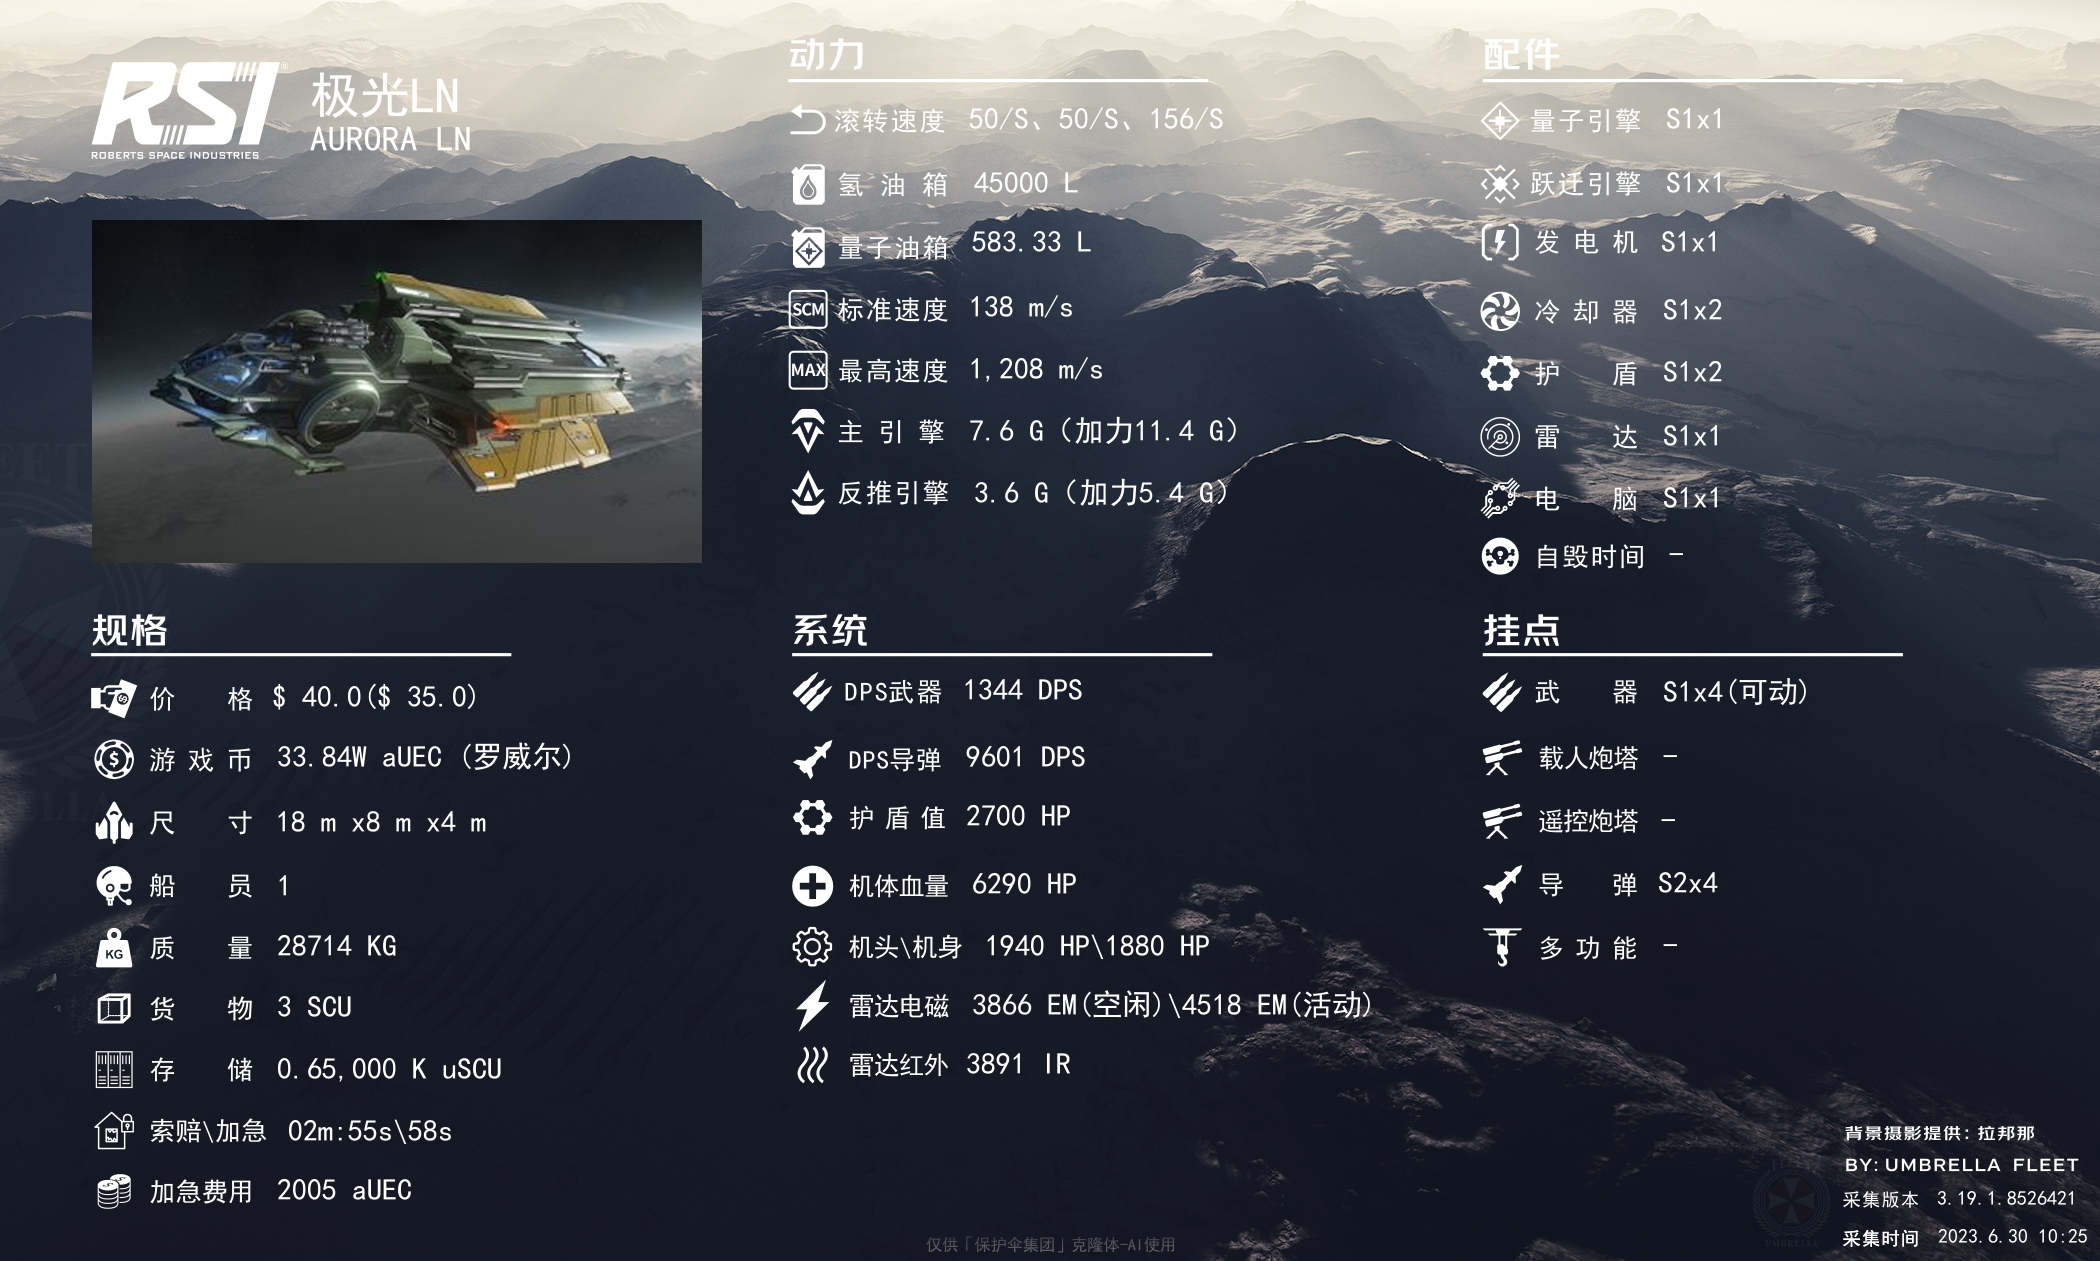 RSI
ROBERTS SPACE INDUSTRIES
极光LN
AURORA LN
动力
滚转速度 50/S、50/S、156/S
氢油箱 45000 L
量子油箱 583.33 L
SCM 标准速度 138 m/s
MAX 最高速度 1,208 m/s
主引擎 7.6 G（加力11.4 G）
反推引擎 3.6 G（加力5.4 G）
配件
量子引擎 S1x1
跃迁引擎 S1x1
发电机 S1x1
冷却器 S1x2
护盾 S1x2
雷达 S1x1
电脑 S1x1
自毁时间 -
规格
价格 $ 40.0($ 35.0)
游戏币 33.84W aUEC (罗威尔)
尺寸 18 m x8 m x4 m
船员 1
KG 质量 28714 KG
货物 3 SCU
存储 0.65,000 K uSCU
索赔\加急 02m:55s\58s
加急费用 2005 aUEC
系统
DPS武器 1344 DPS
DPS导弹 9601 DPS
护盾值 2700 HP
机体血量 6290 HP
机头\机身 1940 HP\1880 HP
雷达电磁 3866 EM(空闲)\4518 EM(活动)
雷达红外 3891 IR
挂点
武器 S1x4(可动)
载人炮塔 -
遥控炮塔 -
导弹 S2x4
多功能 -
背景摄影提供：拉邦那
BY: UMBRELLA FLEET
采集版本 3.19.1.8526421
采集时间 2023.6.30 10:25
仅供「保护伞集团」克隆体-AI使用